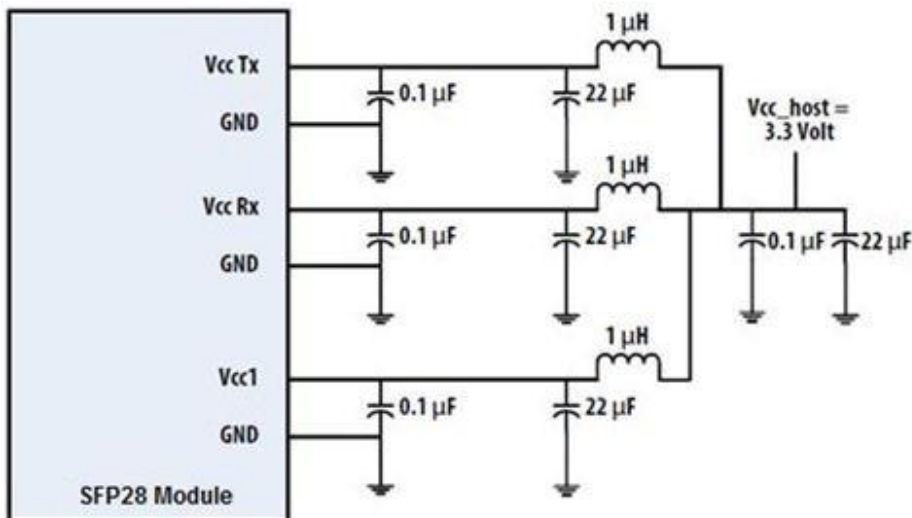 1 µH
Vcc Tx
0.1 µF
22 µF
GND
Vcc_host =
3.3 Volt
1 µH
Vcc Rx
0.1 µF
22 µF
0.1 µF
22 µF
GND
1 µH
Vcc1
0.1 µF
22 µF
GND
SFP28 Module